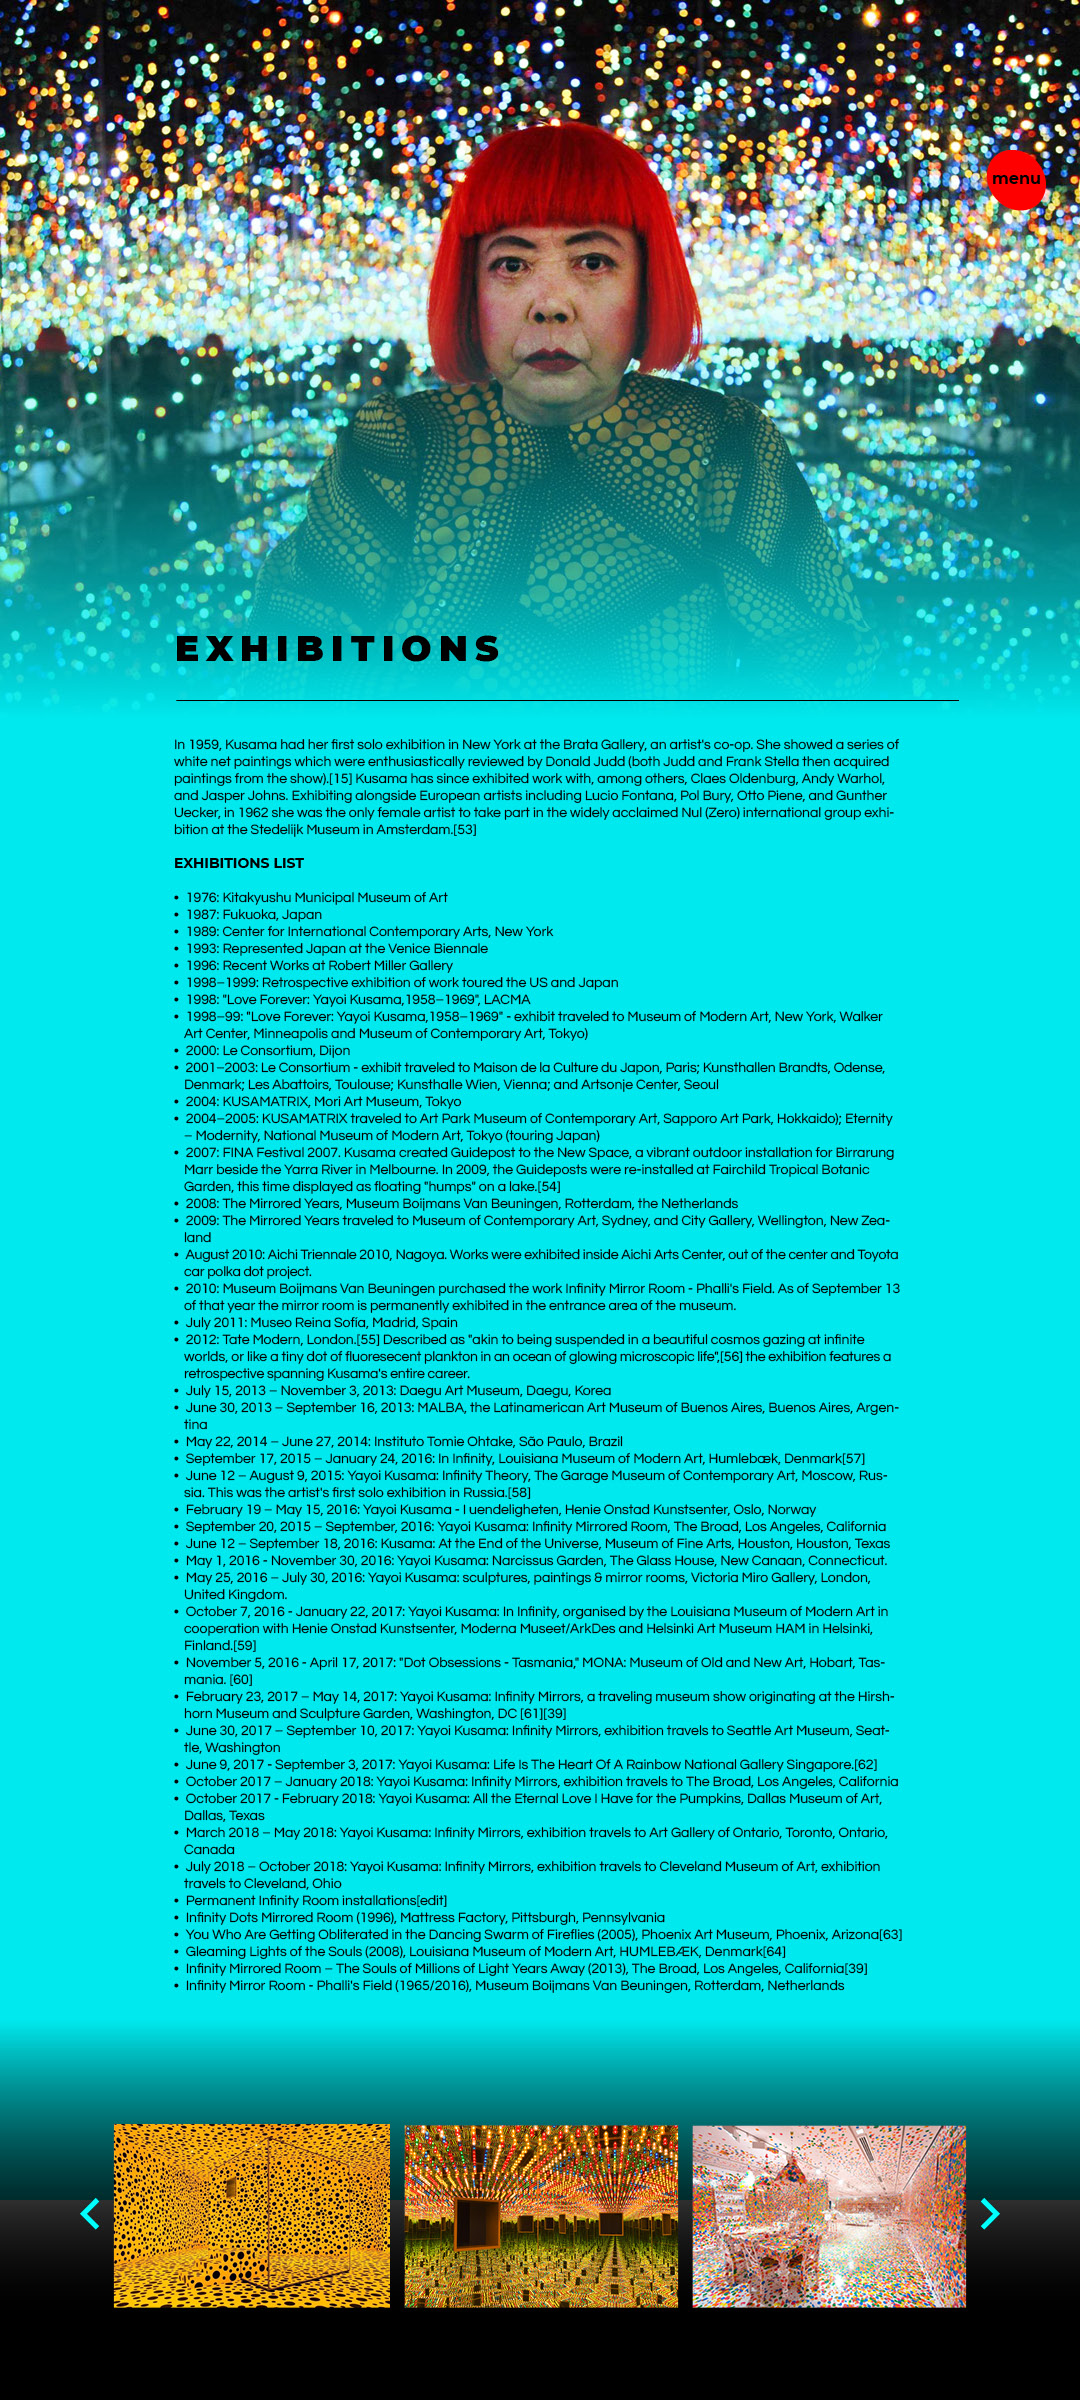 menu
EXHIBITIONS
In 1959, Kusama had her first solo exhibition in New York at the Brata Gallery, an artist's co-op. She showed a series of
white net paintings which were enthusiastically reviewed by Donald Judd (both Judd and Frank Stella then acquired
paintings from the show).[15] Kusama has since exhibited work with, among others, Claes Oldenburg, Andy Warhol,
and Jasper Johns. Exhibiting alongside European artists including Lucio Fontana, Pol Bury, Otto Piene, and Gunther
Uecker, in 1962 she was the only female artist to take part in the widely acclaimed Nul (Zero) international group exhi-
bition at the Stedelijk Museum in Amsterdam.[53]
EXHIBITIONS LIST
• 1976: Kitakyushu Municipal Museum of Art
• 1987: Fukuoka, Japan
• 1989: Center for International Contemporary Arts, New York
• 1993: Represented Japan at the Venice Biennale
• 1996: Recent Works at Robert Miller Gallery
• 1998–1999: Retrospective exhibition of work toured the US and Japan
• 1998: "Love Forever: Yayoi Kusama,1958–1969", LACMA
• 1998–99: "Love Forever: Yayoi Kusama,1958–1969" - exhibit traveled to Museum of Modern Art, New York, Walker
Art Center, Minneapolis and Museum of Contemporary Art, Tokyo)
• 2000: Le Consortium, Dijon
• 2001–2003: Le Consortium - exhibit traveled to Maison de la Culture du Japon, Paris; Kunsthallen Brandts, Odense,
Denmark; Les Abattoirs, Toulouse; Kunsthalle Wien, Vienna; and Artsonje Center, Seoul
• 2004: KUSAMATRIX, Mori Art Museum, Tokyo
• 2004–2005: KUSAMATRIX traveled to Art Park Museum of Contemporary Art, Sapporo Art Park, Hokkaido); Eternity
– Modernity, National Museum of Modern Art, Tokyo (touring Japan)
• 2007: FINA Festival 2007. Kusama created Guidepost to the New Space, a vibrant outdoor installation for Birrarung
Marr beside the Yarra River in Melbourne. In 2009, the Guideposts were re-installed at Fairchild Tropical Botanic
Garden, this time displayed as floating "humps" on a lake.[54]
• 2008: The Mirrored Years, Museum Boijmans Van Beuningen, Rotterdam, the Netherlands
• 2009: The Mirrored Years traveled to Museum of Contemporary Art, Sydney, and City Gallery, Wellington, New Zea-
land
• August 2010: Aichi Triennale 2010, Nagoya. Works were exhibited inside Aichi Arts Center, out of the center and Toyota
car polka dot project.
• 2010: Museum Boijmans Van Beuningen purchased the work Infinity Mirror Room - Phalli's Field. As of September 13
of that year the mirror room is permanently exhibited in the entrance area of the museum.
• July 2011: Museo Reina Sofía, Madrid, Spain
• 2012: Tate Modern, London.[55] Described as "akin to being suspended in a beautiful cosmos gazing at infinite
worlds, or like a tiny dot of fluoresecent plankton in an ocean of glowing microscopic life",[56] the exhibition features a
retrospective spanning Kusama's entire career.
• July 15, 2013 – November 3, 2013: Daegu Art Museum, Daegu, Korea
• June 30, 2013 – September 16, 2013: MALBA, the Latinamerican Art Museum of Buenos Aires, Buenos Aires, Argen-
tina
• May 22, 2014 – June 27, 2014: Instituto Tomie Ohtake, São Paulo, Brazil
• September 17, 2015 – January 24, 2016: In Infinity, Louisiana Museum of Modern Art, Humlebæk, Denmark[57]
• June 12 – August 9, 2015: Yayoi Kusama: Infinity Theory, The Garage Museum of Contemporary Art, Moscow, Rus-
sia. This was the artist's first solo exhibition in Russia.[58]
• February 19 – May 15, 2016: Yayoi Kusama - I uendeligheten, Henie Onstad Kunstsenter, Oslo, Norway
• September 20, 2015 – September, 2016: Yayoi Kusama: Infinity Mirrored Room, The Broad, Los Angeles, California
• June 12 – September 18, 2016: Kusama: At the End of the Universe, Museum of Fine Arts, Houston, Houston, Texas
• May 1, 2016 - November 30, 2016: Yayoi Kusama: Narcissus Garden, The Glass House, New Canaan, Connecticut.
• May 25, 2016 – July 30, 2016: Yayoi Kusama: sculptures, paintings & mirror rooms, Victoria Miro Gallery, London,
United Kingdom.
• October 7, 2016 - January 22, 2017: Yayoi Kusama: In Infinity, organised by the Louisiana Museum of Modern Art in
cooperation with Henie Onstad Kunstsenter, Moderna Museet/ArkDes and Helsinki Art Museum HAM in Helsinki,
Finland.[59]
• November 5, 2016 - April 17, 2017: "Dot Obsessions - Tasmania," MONA: Museum of Old and New Art, Hobart, Tas-
mania. [60]
• February 23, 2017 – May 14, 2017: Yayoi Kusama: Infinity Mirrors, a traveling museum show originating at the Hirsh-
horn Museum and Sculpture Garden, Washington, DC [61][39]
• June 30, 2017 – September 10, 2017: Yayoi Kusama: Infinity Mirrors, exhibition travels to Seattle Art Museum, Seat-
tle, Washington
• June 9, 2017 - September 3, 2017: Yayoi Kusama: Life Is The Heart Of A Rainbow National Gallery Singapore.[62]
• October 2017 – January 2018: Yayoi Kusama: Infinity Mirrors, exhibition travels to The Broad, Los Angeles, California
• October 2017 - February 2018: Yayoi Kusama: All the Eternal Love I Have for the Pumpkins, Dallas Museum of Art,
Dallas, Texas
• March 2018 – May 2018: Yayoi Kusama: Infinity Mirrors, exhibition travels to Art Gallery of Ontario, Toronto, Ontario,
Canada
• July 2018 – October 2018: Yayoi Kusama: Infinity Mirrors, exhibition travels to Cleveland Museum of Art, exhibition
travels to Cleveland, Ohio
• Permanent Infinity Room installations[edit]
• Infinity Dots Mirrored Room (1996), Mattress Factory, Pittsburgh, Pennsylvania
• You Who Are Getting Obliterated in the Dancing Swarm of Fireflies (2005), Phoenix Art Museum, Phoenix, Arizona[63]
• Gleaming Lights of the Souls (2008), Louisiana Museum of Modern Art, HUMLEBÆK, Denmark[64]
• Infinity Mirrored Room – The Souls of Millions of Light Years Away (2013), The Broad, Los Angeles, California[39]
• Infinity Mirror Room - Phalli's Field (1965/2016), Museum Boijmans Van Beuningen, Rotterdam, Netherlands